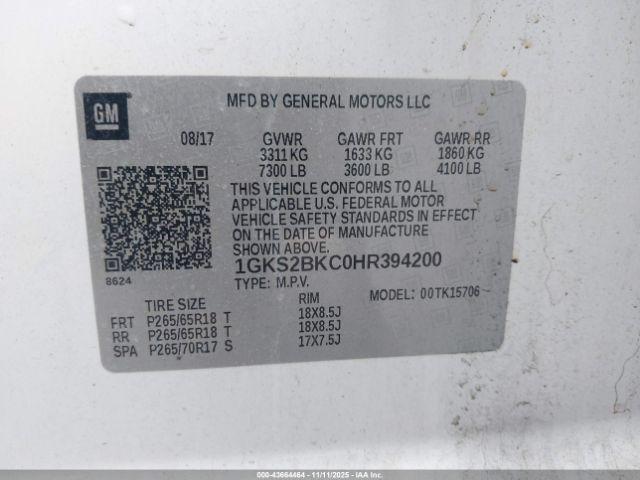 GM
MFD BY GENERAL MOTORS LLC
08/17 GVWR GAWR FRT GAWR RR
3311 KG 1633 KG 1860 KG
7300 LB 3600 LB 4100 LB
THIS VEHICLE CONFORMS TO ALL
APPLICABLE U.S. FEDERAL MOTOR
VEHICLE SAFETY STANDARDS IN EFFECT
ON THE DATE OF MANUFACTURE
SHOWN ABOVE.
8624
1GKS2BKC0HR394200
TYPE: M.P.V. MODEL: 00TK15706
TIRE SIZE RIM
FRT P265/65R18 T 18X8.5J
RR P265/65R18 T 18X8.5J
SPA P265/70R17 S 17X7.5J
000-43664464 - 11/11/2025 - IAAI.COM